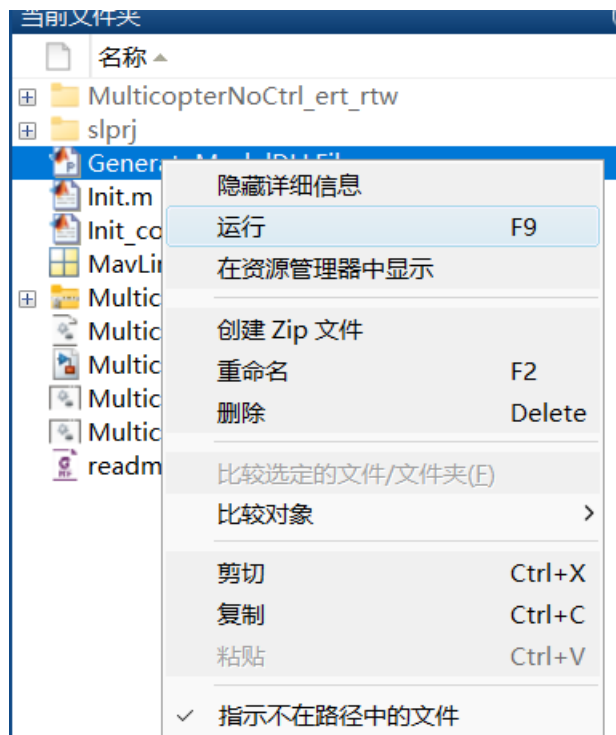 当前文件夹
名称
MulticopterNoCtrl_ert_rtw
slprj
Init.m
隐藏详细信息
运行 F9
在资源管理器中显示
创建 Zip 文件
重命名 F2
删除 Delete
比较选定的文件/文件夹(F)
比较对象
剪切 Ctrl+X
复制 Ctrl+C
粘贴 Ctrl+V
指示不在路径中的文件
Init_co
MavLin
Multic
Multic
Multic
Multic
Multic
readm